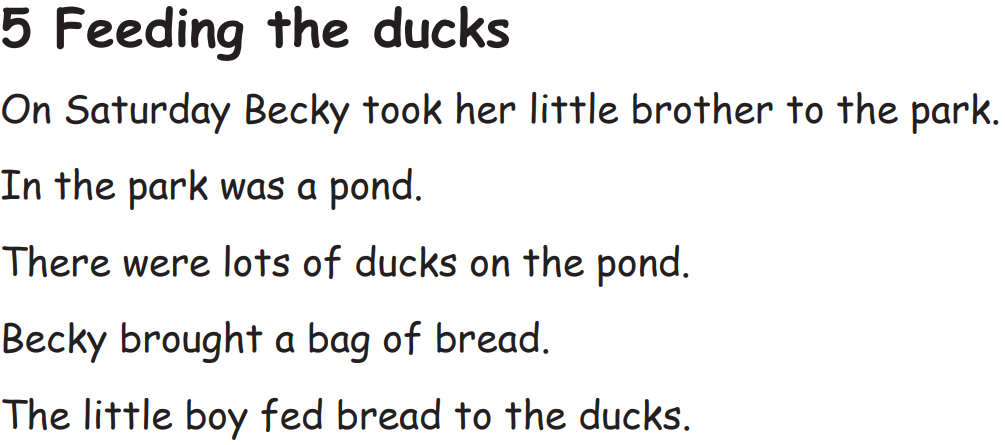 5 Feeding the ducks
On Saturday Becky took her little brother to the park.
In the park was a pond.
There were lots of ducks on the pond.
Becky brought a bag of bread.
The little boy fed bread to the ducks.